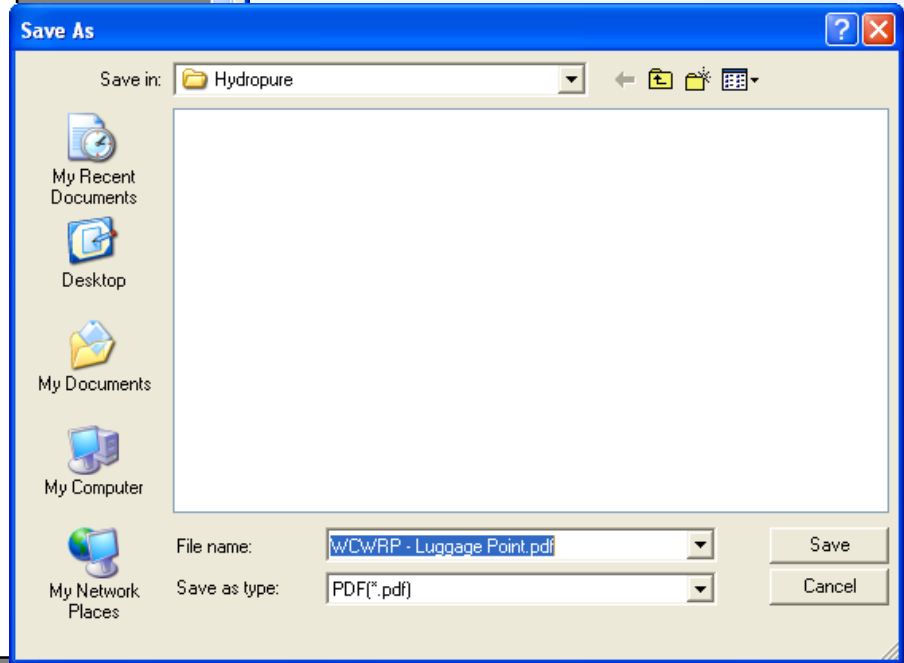 Save As
Save in:
Hydropure
My Recent
Documents
Desktop
My Documents
My Computer
My Network
Places
File name:
WCWRP - Luggage Point.pdf
Save
Save as type:
PDF(*.pdf)
Cancel